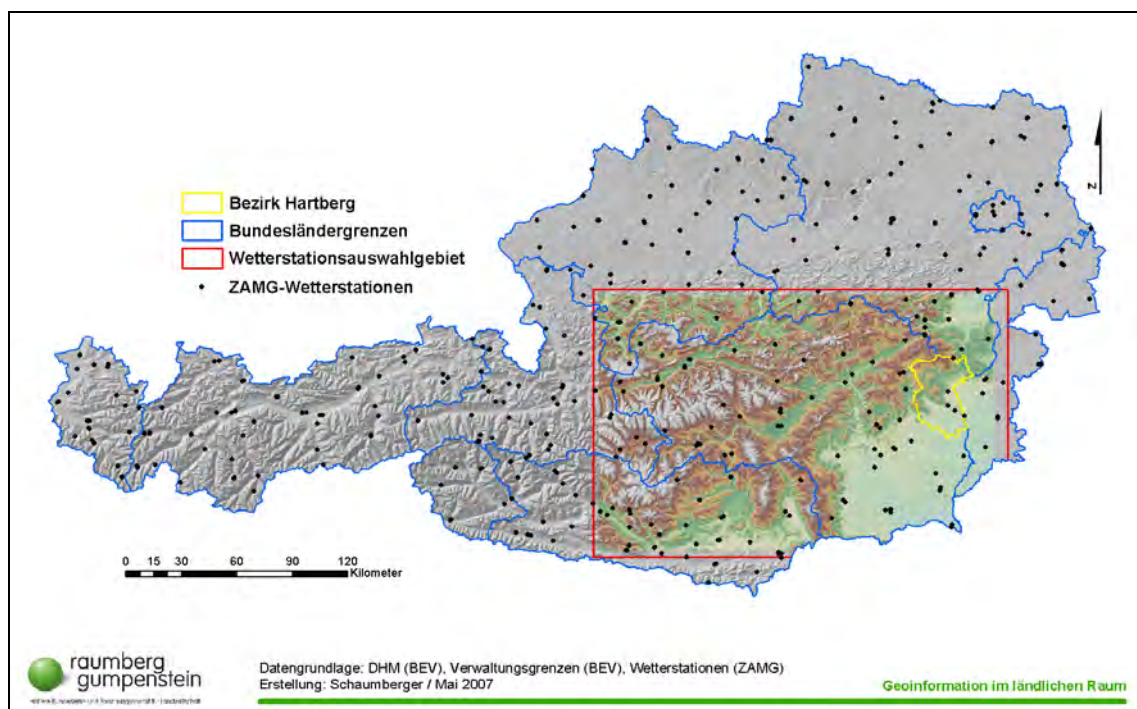 N
Bezirk Hartberg
Bundesländergrenzen
Wetterstationsauswahlgebiet
ZAMG-Wetterstationen
0 15 30 60 90 120
Kilometer
raumberg
gumpenstein
Datengrundlage: DHM (BEV), Verwaltungsgrenzen (BEV), Wetterstationen (ZAMG)
Erstellung: Schaumberger / Mai 2007
Geoinformation im ländlichen Raum